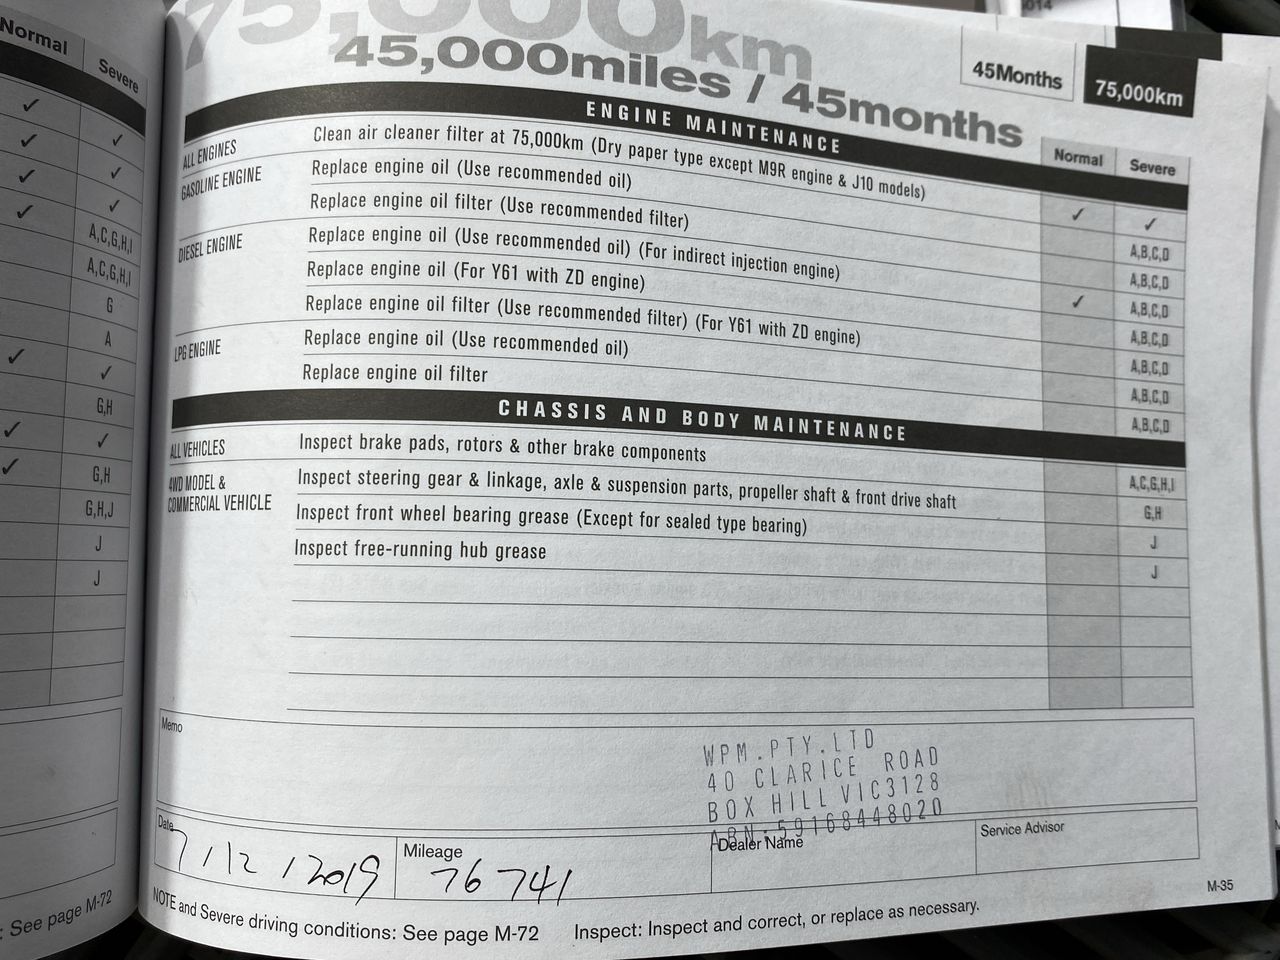 Normal
Severe
✓
✓
✓
✓
✓
✓
✓
✓
A,C,G,H,I
A,C,G,H,I
G
A
✓
✓
G,H
✓
✓
✓
G,H
G,H,J
J
J
: See page M-72
75,000km
45,000miles / 45months
45Months
75,000km
ENGINE MAINTENANCE
Normal
Severe
ALL ENGINES
Clean air cleaner filter at 75,000km (Dry paper type except M9R engine & J10 models)
✓
✓
GASOLINE ENGINE
Replace engine oil (Use recommended oil)
A,B,C,D
Replace engine oil filter (Use recommended filter)
A,B,C,D
DIESEL ENGINE
Replace engine oil (Use recommended oil) (For indirect injection engine)
✓
A,B,C,D
Replace engine oil (For Y61 with ZD engine)
A,B,C,D
Replace engine oil filter (Use recommended filter) (For Y61 with ZD engine)
A,B,C,D
LPG ENGINE
Replace engine oil (Use recommended oil)
A,B,C,D
Replace engine oil filter
A,B,C,D
CHASSIS AND BODY MAINTENANCE
ALL VEHICLES
Inspect brake pads, rotors & other brake components
A,C,G,H,I
4WD MODEL &
COMMERCIAL VEHICLE
Inspect steering gear & linkage, axle & suspension parts, propeller shaft & front drive shaft
G,H
Inspect front wheel bearing grease (Except for sealed type bearing)
J
Inspect free-running hub grease
J
Memo
WPM.PTY.LTD
40 CLARICE ROAD
BOX HILL VIC3128
ABN:59168448020
Date
7/12/2019
Mileage
76741
Dealer Name
Service Advisor
NOTE and Severe driving conditions: See page M-72
Inspect: Inspect and correct, or replace as necessary.
M-35